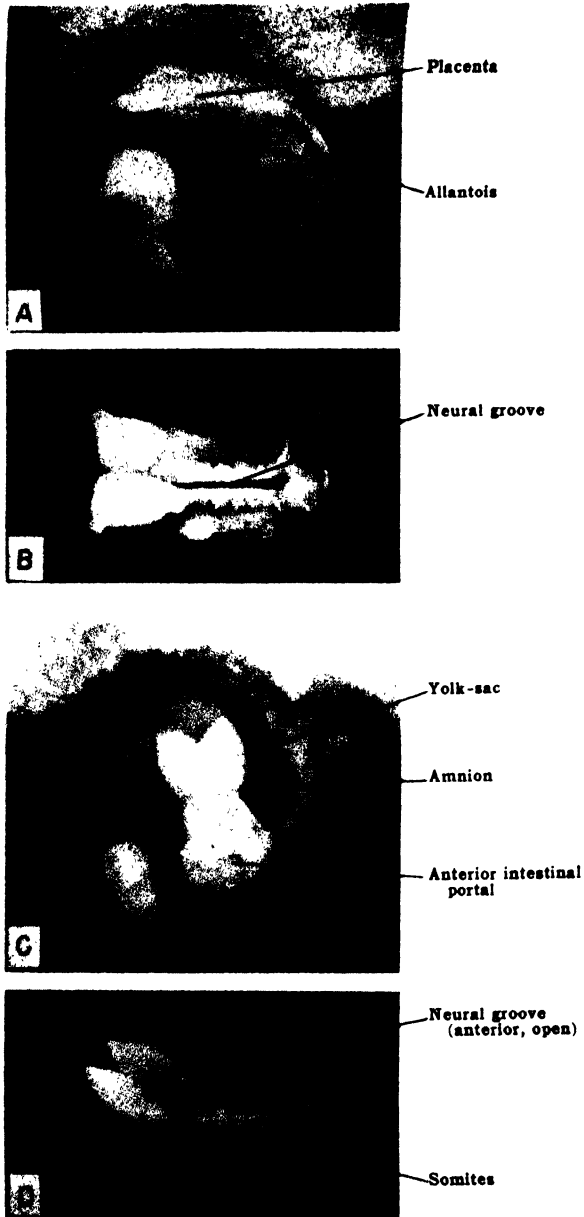 Placenta
Allantois
A
Neural groove
B
Yolk-sac
Amnion
Anterior intestinal
portal
C
Neural groove
(anterior, open)
Somites
D